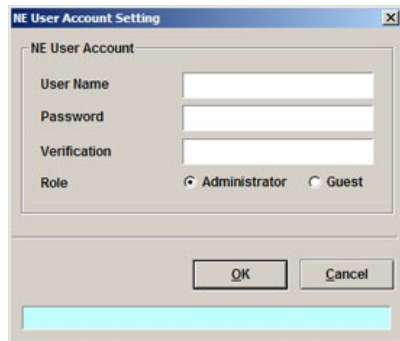 NE User Account Setting
NE User Account
User Name
Password
Verification
Role Administrator Guest
OK Cancel